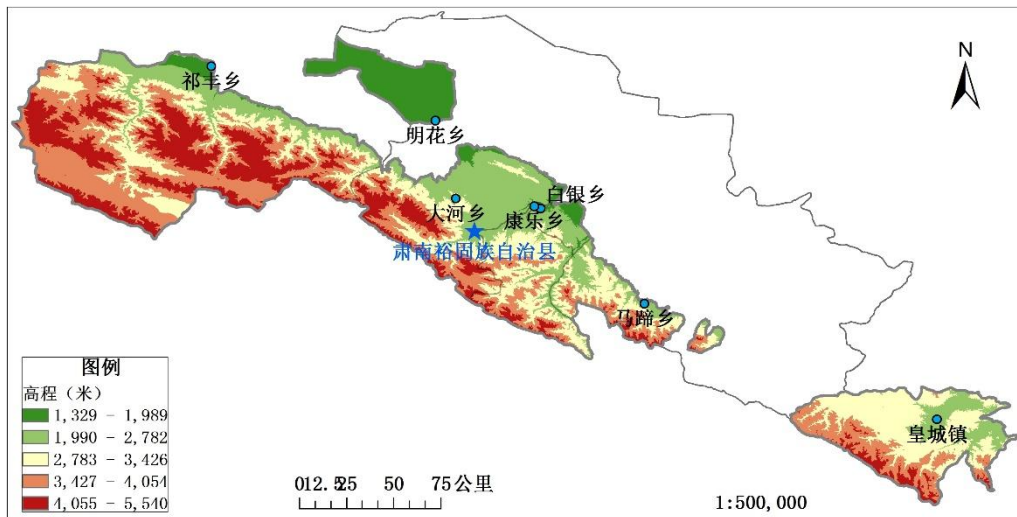 N
祁丰乡
明花乡
白银乡
大河乡
康乐乡
肃南裕固族自治县
马蹄乡
皇城镇
图例
高程（米）
1,329 - 1,989
1,990 - 2,782
2,783 - 3,426
3,427 - 4,054
4,055 - 5,540
012.525 50 75公里
1:500,000